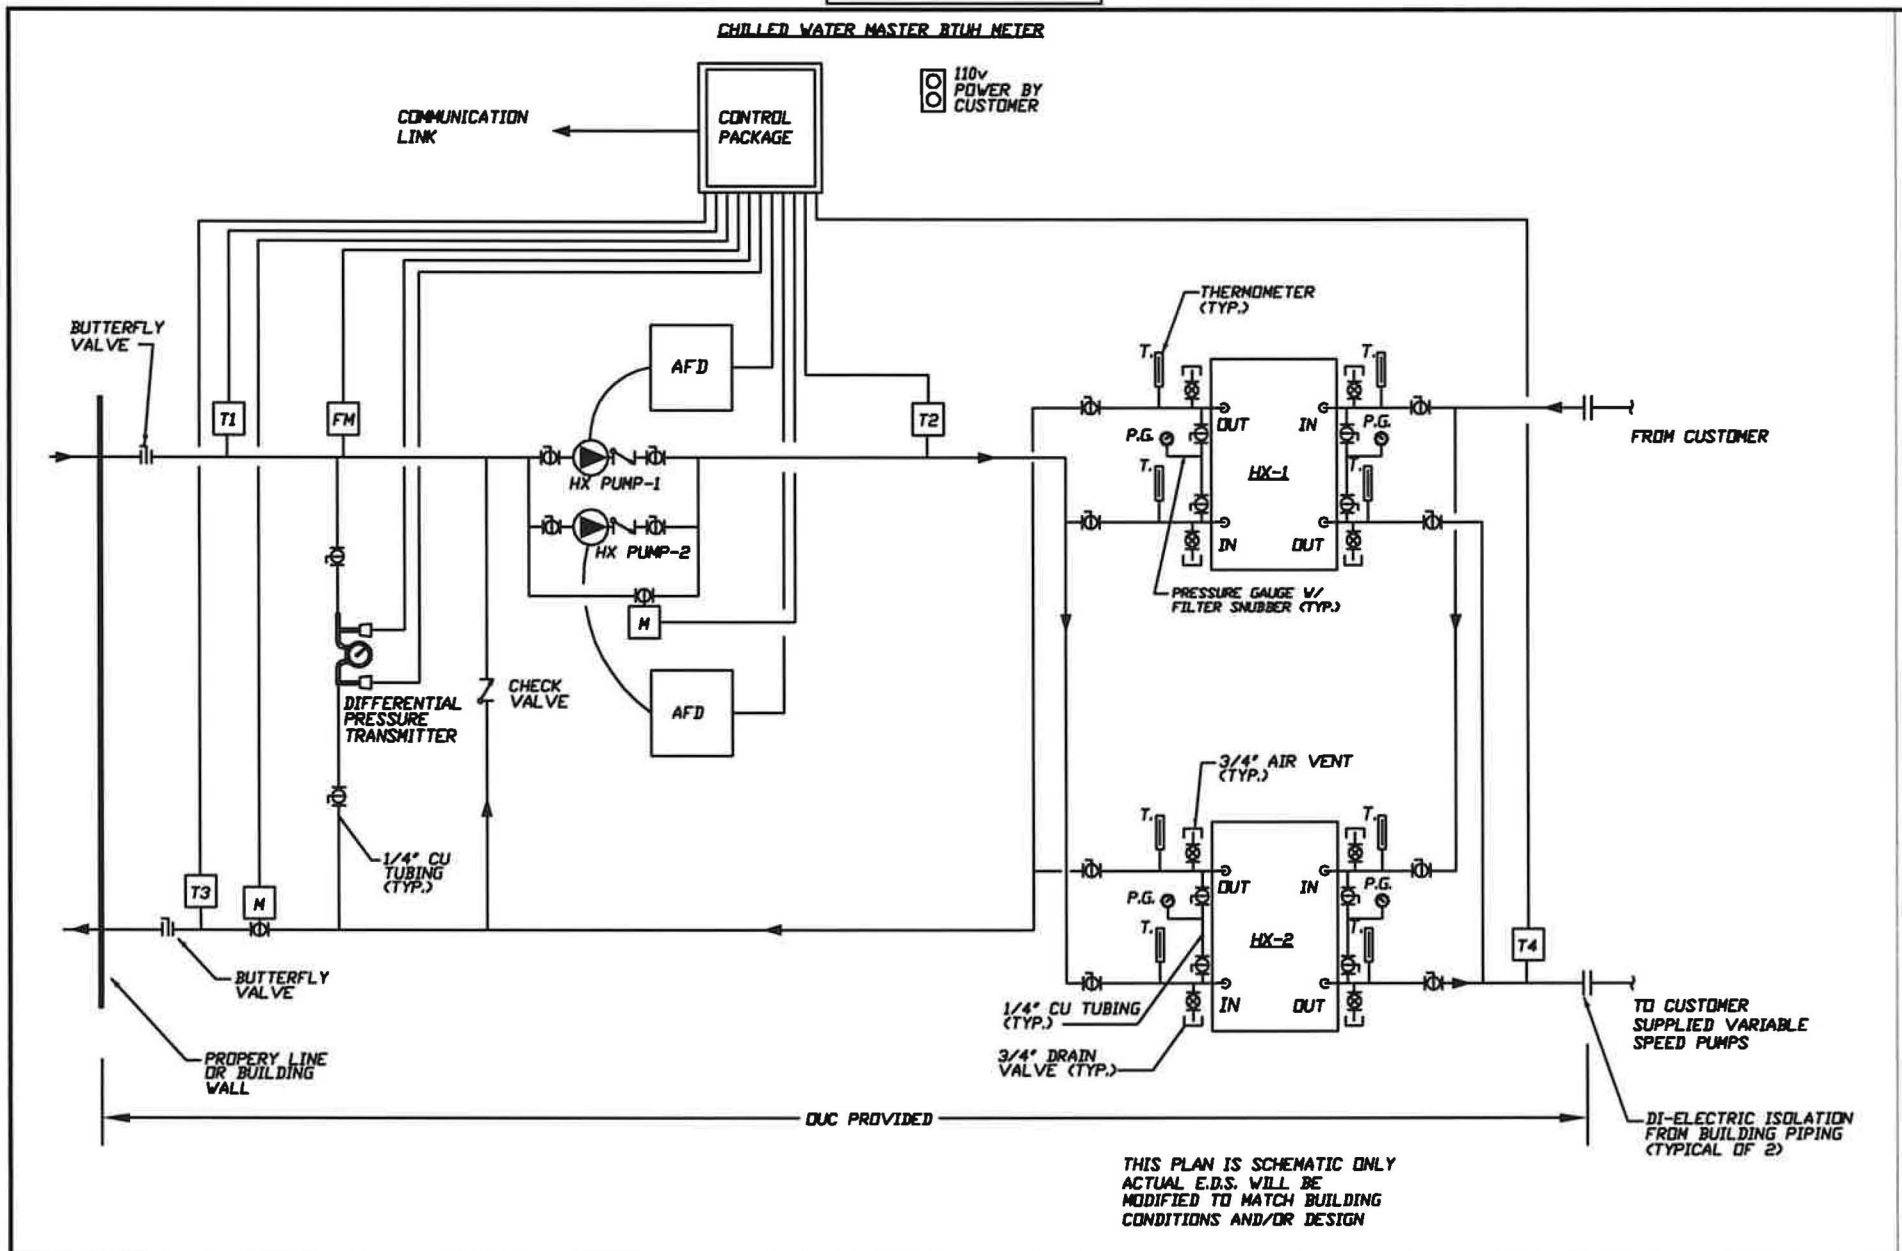 CHILLED WATER MASTER BTUH METER
110v
POWER BY
CUSTOMER
COMMUNICATION
LINK
CONTROL
PACKAGE
THERMOMETER
(TYP.)
BUTTERFLY
VALVE
AFD
T.
T.
T1
FM
T2
OUT
IN
P.G.
P.G.
FROM CUSTOMER
HX PUMP-1
T.
T.
HX-1
HX PUMP-2
IN
OUT
PRESSURE GAUGE W/
FILTER SNUBBER (TYP.)
M
CHECK
VALVE
DIFFERENTIAL
PRESSURE
TRANSMITTER
AFD
3/4" AIR VENT
(TYP.)
T.
T.
1/4" CU
TUBING
(TYP.)
T3
M
OUT
IN
P.G.
P.G.
T.
T.
HX-2
T4
BUTTERFLY
VALVE
1/4" CU TUBING
(TYP.)
IN
OUT
TO CUSTOMER
SUPPLIED VARIABLE
SPEED PUMPS
3/4" DRAIN
VALVE (TYP.)
PROPERY LINE
OR BUILDING
WALL
OUC PROVIDED
DI-ELECTRIC ISOLATION
FROM BUILDING PIPING
(TYPICAL OF 2)
THIS PLAN IS SCHEMATIC ONLY
ACTUAL E.D.S. WILL BE
MODIFIED TO MATCH BUILDING
CONDITIONS AND/OR DESIGN